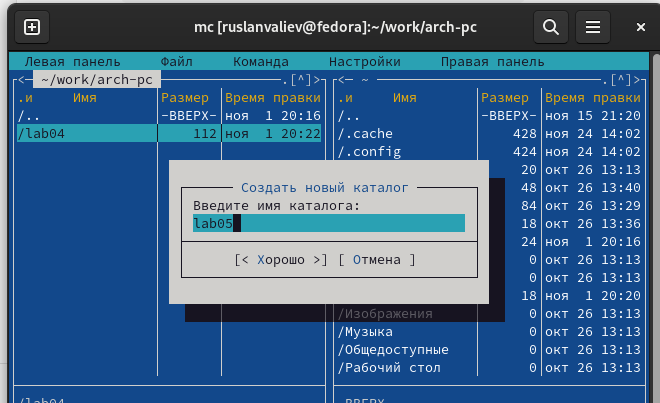 mc [ruslanvaliev@fedora]:~/work/arch-pc
Левая панель Файл Команда Настройки Правая панель
<— ~/work/arch-pc .[^]> <— ~ .[^]>
.и Имя Размер Время правки .и Имя Размер Время правки
/.. -ВВЕРХ- ноя 1 20:16 /.. -ВВЕРХ- ноя 15 21:20
/lab04 112 ноя 1 20:22 /.cache 428 ноя 24 14:02
/.config 424 ноя 24 14:02
20 окт 26 13:13
Создать новый каталог 48 окт 26 13:40
Введите имя каталога: 84 окт 26 13:29
lab05 18 окт 26 13:36
24 ноя 1 20:16
[< Хорошо >] [ Отмена ] 0 окт 26 13:13
0 окт 26 13:13
18 ноя 1 20:20
/Изображения 0 окт 26 13:13
/Музыка 0 окт 26 13:13
/Общедоступные 0 окт 26 13:13
/Рабочий стол 0 окт 26 13:13
/lab04 -ВВЕРХ-